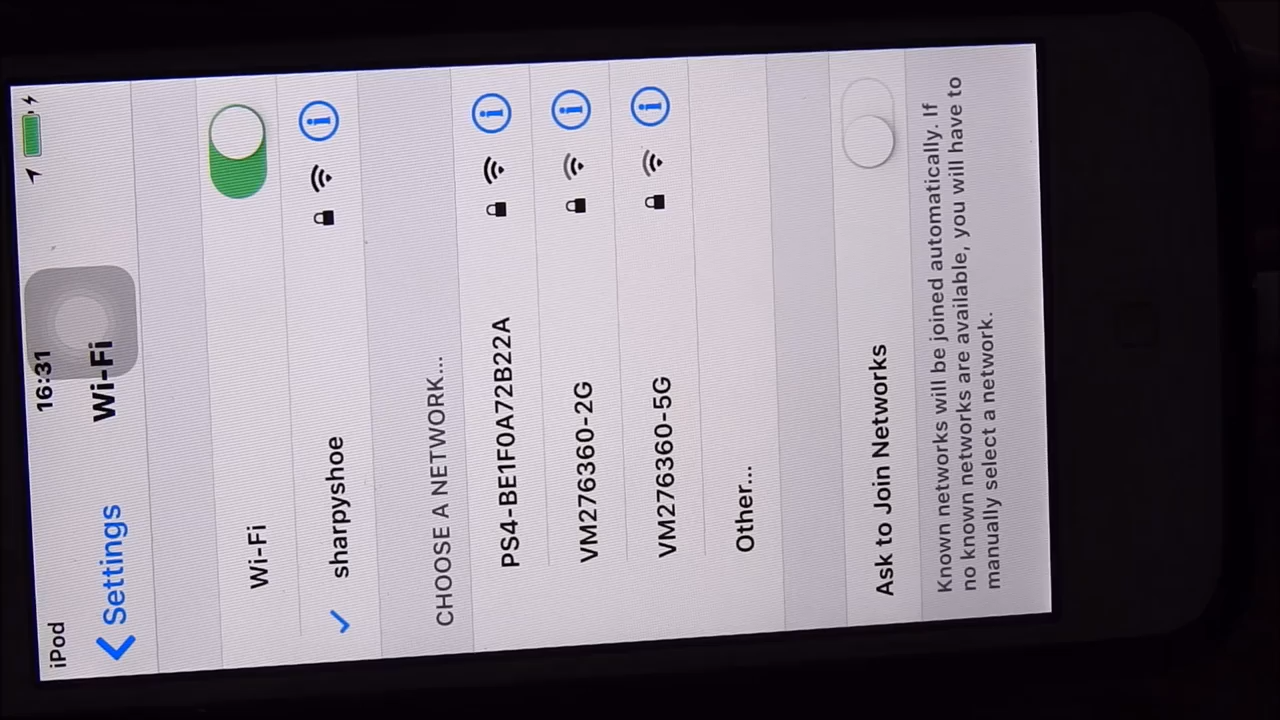 iPod 16:31
Settings Wi-Fi
Wi-Fi
sharpyshoe
CHOOSE A NETWORK...
PS4-BE1F0A72B22A
VM276360-2G
VM276360-5G
Other...
Ask to Join Networks
Known networks will be joined automatically. If
no known networks are available, you will have to
manually select a network.